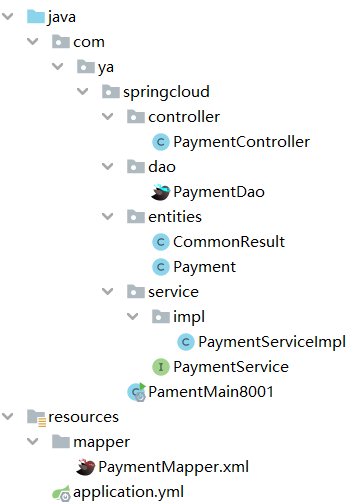 java
com
ya
springcloud
controller
PaymentController
dao
PaymentDao
entities
CommonResult
Payment
service
impl
PaymentServiceImpl
PaymentService
PamentMain8001
resources
mapper
PaymentMapper.xml
application.yml